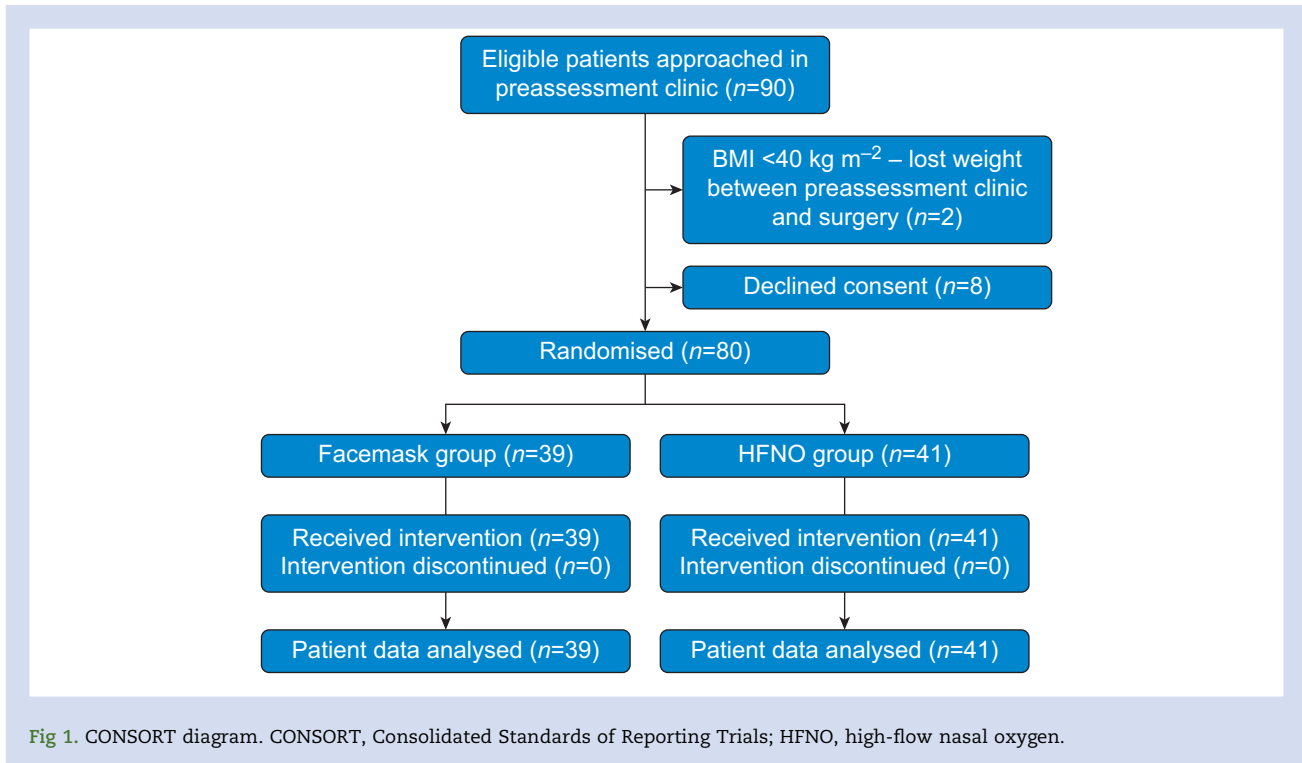 Eligible patients approached in
preassessment clinic (n=90)
BMI <40 kg m⁻² – lost weight
between preassessment clinic
and surgery (n=2)
Declined consent (n=8)
Randomised (n=80)
Facemask group (n=39)
HFNO group (n=41)
Received intervention (n=39)
Intervention discontinued (n=0)
Received intervention (n=41)
Intervention discontinued (n=0)
Patient data analysed (n=39)
Patient data analysed (n=41)
Fig 1. CONSORT diagram. CONSORT, Consolidated Standards of Reporting Trials; HFNO, high-flow nasal oxygen.